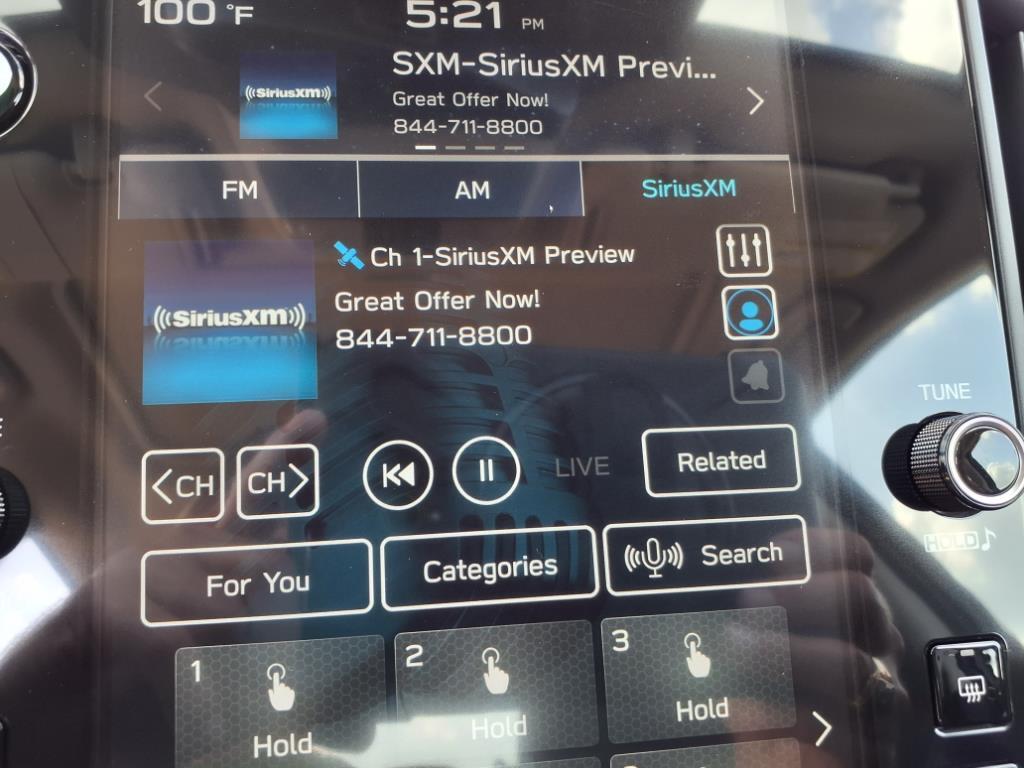 100 °F
5:21 PM
SXM-SiriusXM Previ...
((SiriusXM))
Great Offer Now!
844-711-8800
FM
AM
SiriusXM
Ch 1-SiriusXM Preview
((SiriusXM))
Great Offer Now!
844-711-8800
TUNE
<CH
CH>
LIVE
Related
HOLD
For You
Categories
Search
1
2
3
Hold
Hold
Hold